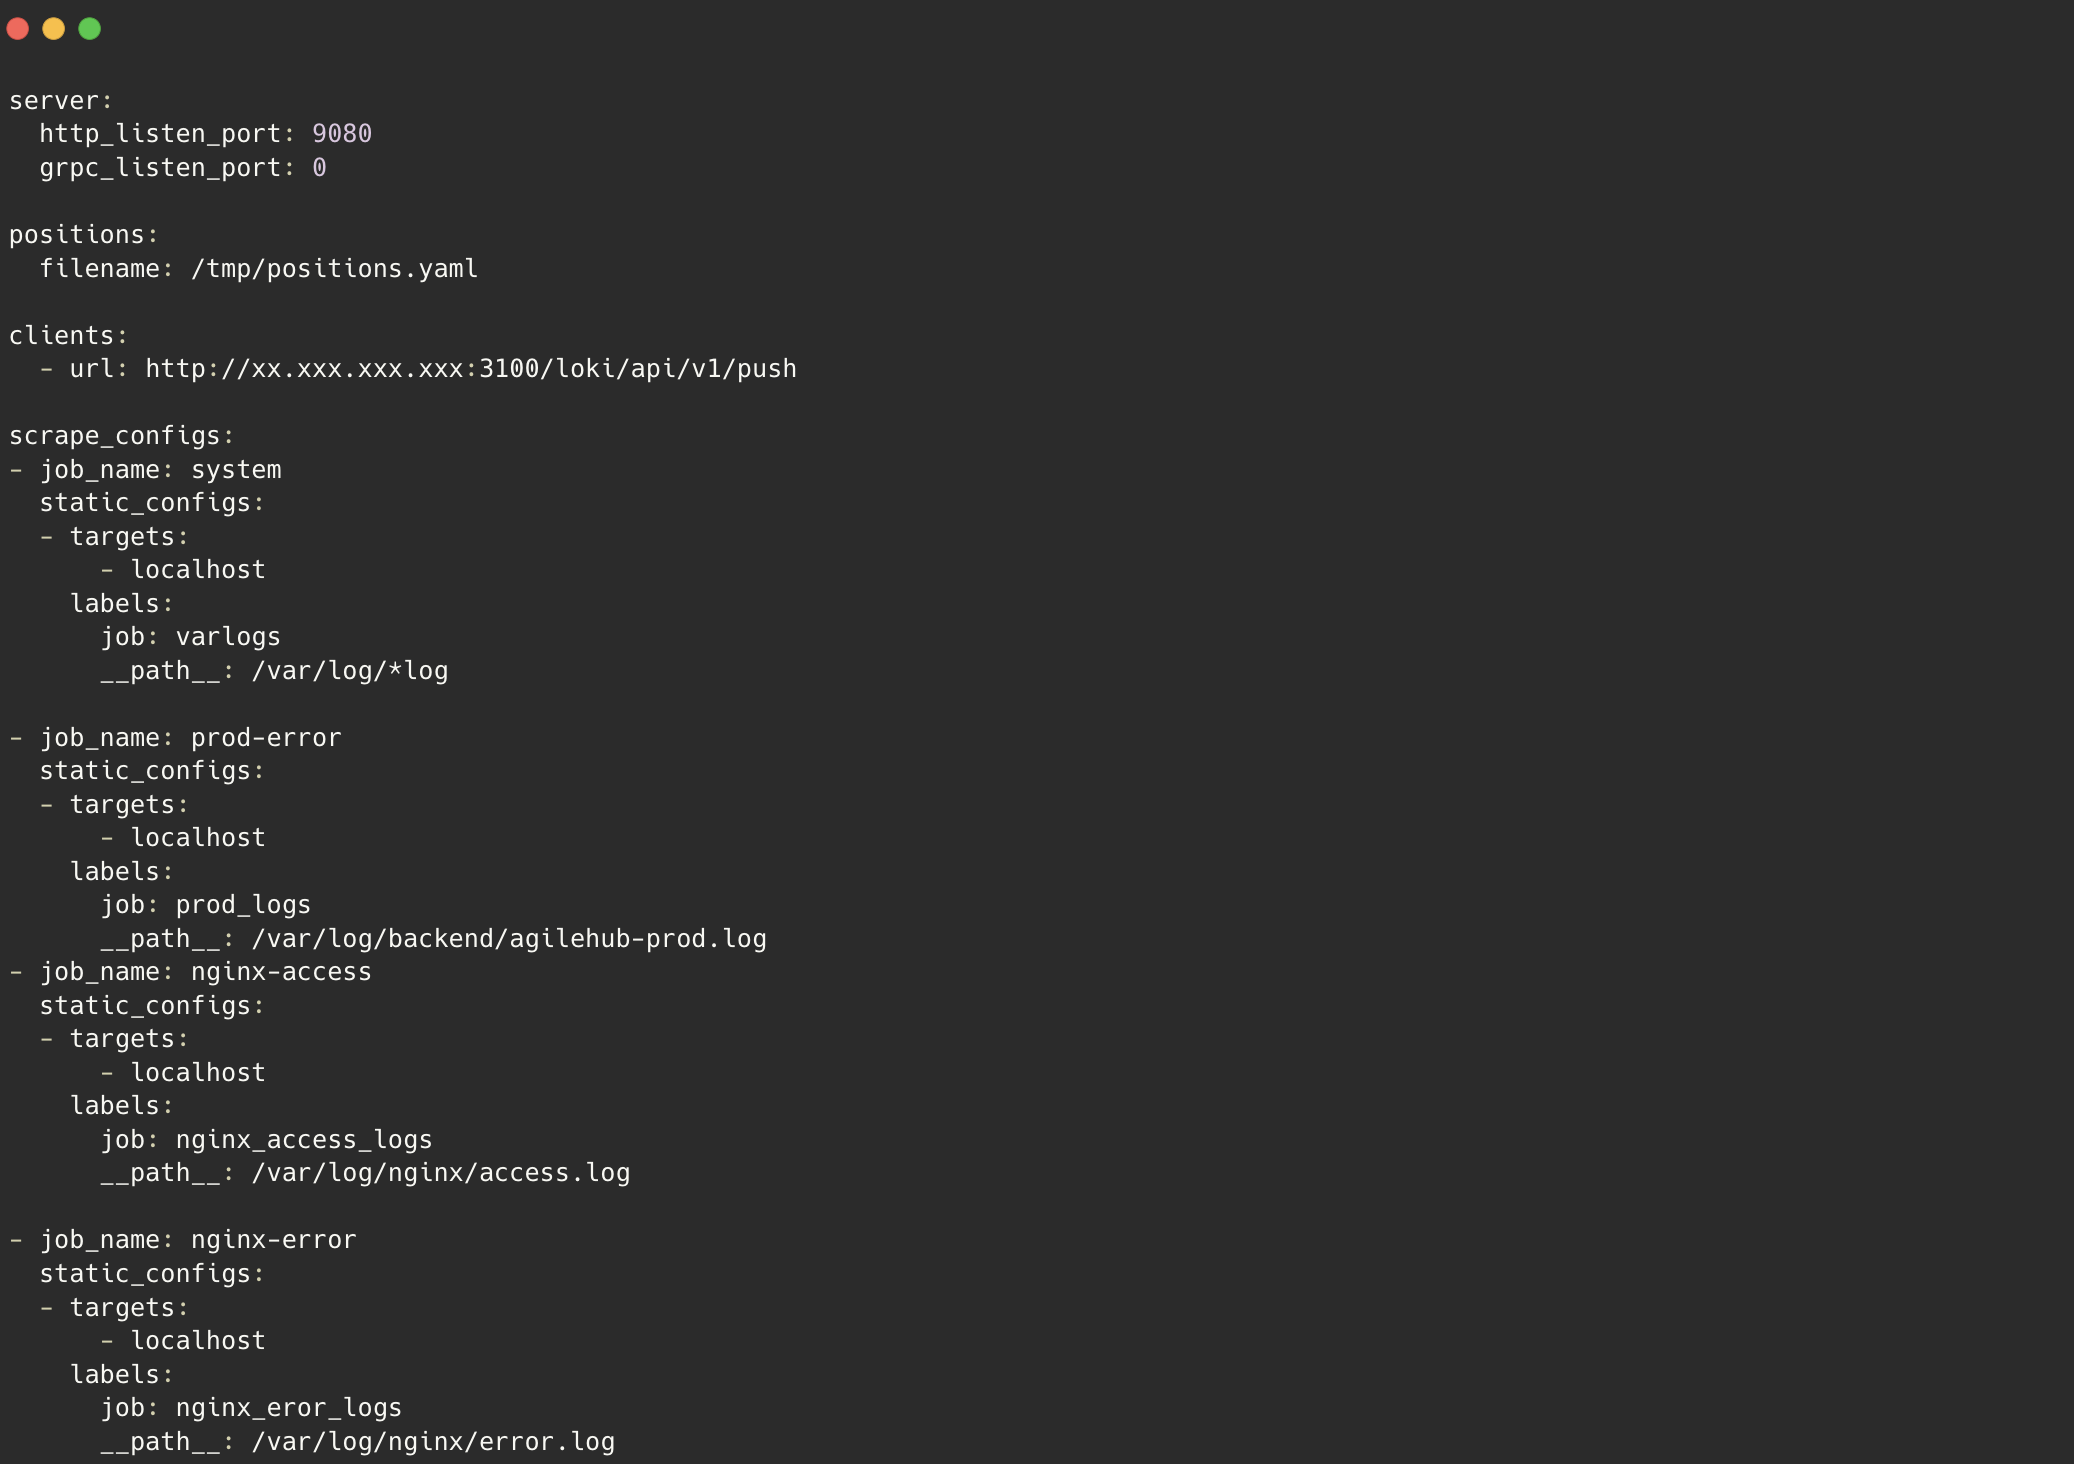 server:
  http_listen_port: 9080
  grpc_listen_port: 0

positions:
  filename: /tmp/positions.yaml

clients:
  - url: http://xx.xxx.xxx.xxx:3100/loki/api/v1/push

scrape_configs:
- job_name: system
  static_configs:
  - targets:
      - localhost
    labels:
      job: varlogs
      __path__: /var/log/*log

- job_name: prod-error
  static_configs:
  - targets:
      - localhost
    labels:
      job: prod_logs
      __path__: /var/log/backend/agilehub-prod.log
- job_name: nginx-access
  static_configs:
  - targets:
      - localhost
    labels:
      job: nginx_access_logs
      __path__: /var/log/nginx/access.log

- job_name: nginx-error
  static_configs:
  - targets:
      - localhost
    labels:
      job: nginx_eror_logs
      __path__: /var/log/nginx/error.log